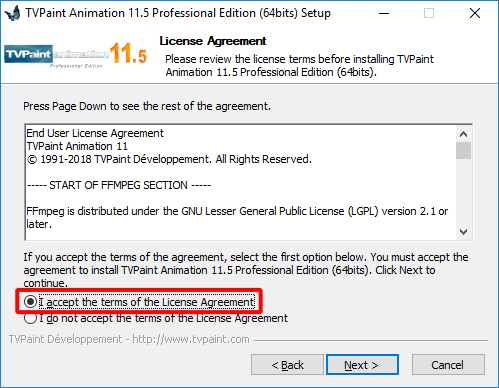 TVPaint Animation 11.5 Professional Edition (64bits) Setup
TVPaint animation 11.5
Professional Edition
License Agreement
Please review the license terms before installing TVPaint
Animation 11.5 Professional Edition (64bits).
Press Page Down to see the rest of the agreement.
End User License Agreement
TVPaint Animation 11
© 1991-2018 TVPaint Développement. All Rights Reserved.
----- START OF FFMPEG SECTION -----
FFmpeg is distributed under the GNU Lesser General Public License (LGPL) version 2.1 or
later.
If you accept the terms of the agreement, select the first option below. You must accept the
agreement to install TVPaint Animation 11.5 Professional Edition (64bits). Click Next to
continue.
I accept the terms of the License Agreement
I do not accept the terms of the License Agreement
TVPaint Développement - http://www.tvpaint.com
< Back
Next >
Cancel